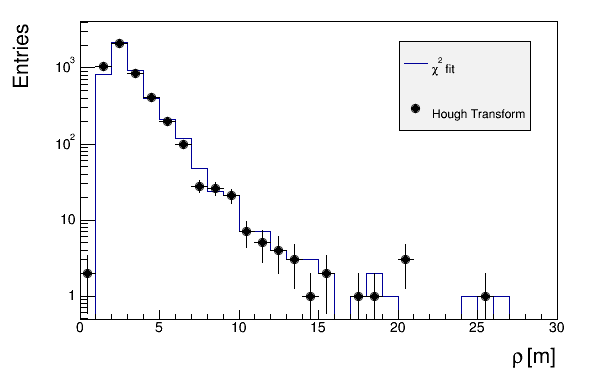 Entries
10³
10²
10
1
χ² fit
Hough Transform
0 5 10 15 20 25 30
ρ [m]